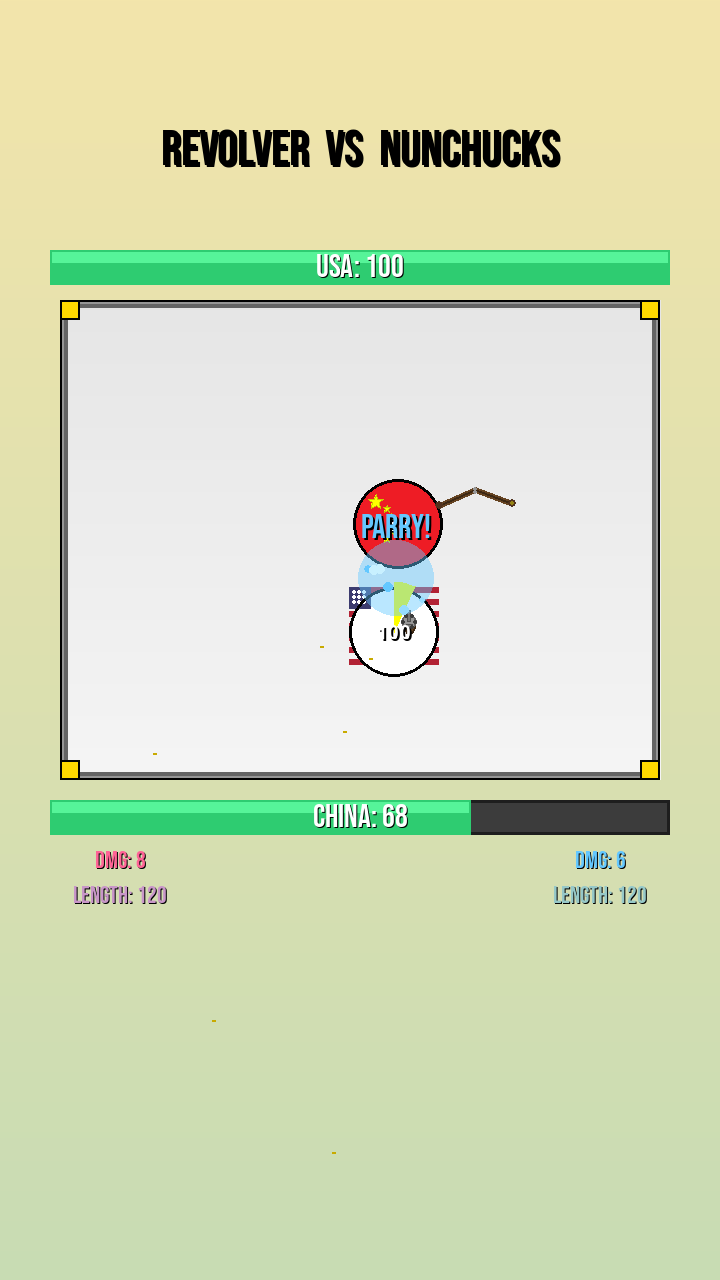 REVOLVER VS NUNCHUCKS
USA: 100
PARRY!
100
CHINA: 68
DMG: 8
DMG: 6
LENGTH: 120
LENGTH: 120